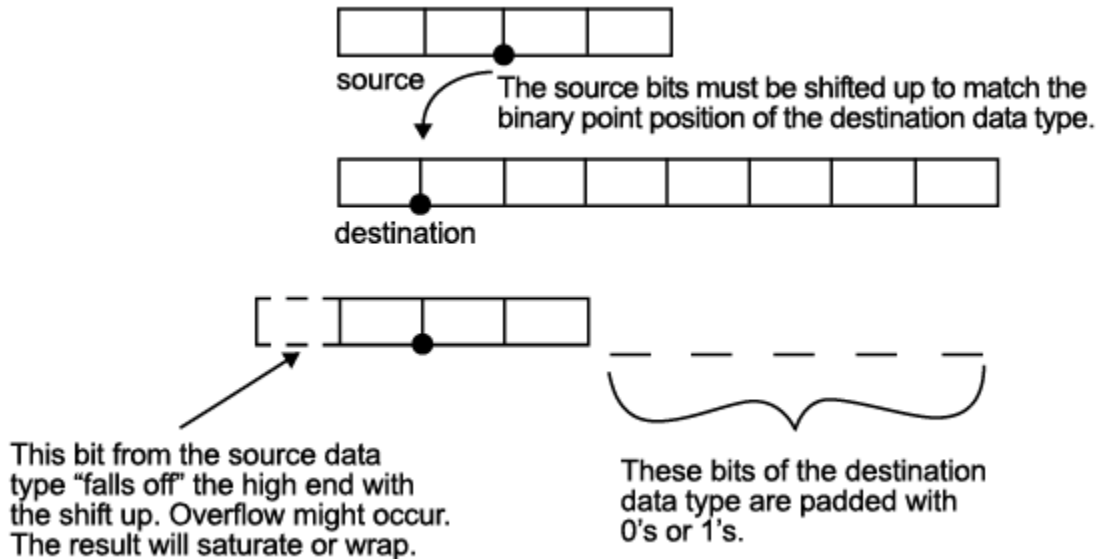 source
The source bits must be shifted up to match the
binary point position of the destination data type.
destination
This bit from the source data
type “falls off” the high end with
the shift up. Overflow might occur.
The result will saturate or wrap.
These bits of the destination
data type are padded with
0's or 1's.